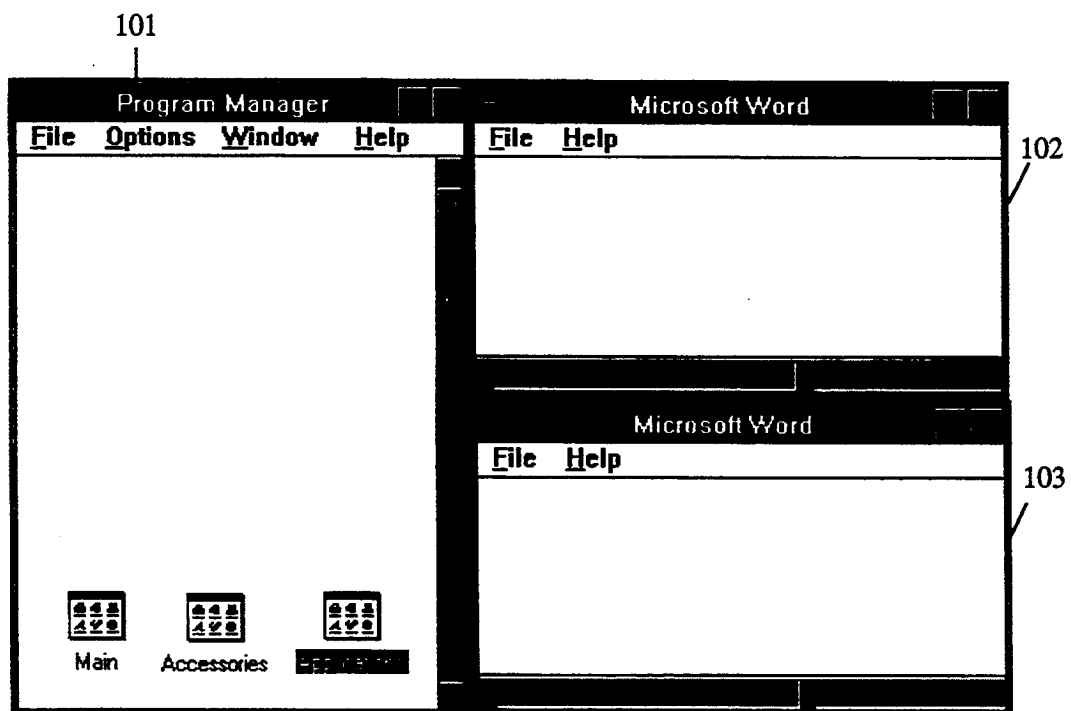 101
Program Manager
File Options Window Help
Main Accessories
Microsoft Word
File Help
102
Microsoft Word
File Help
103